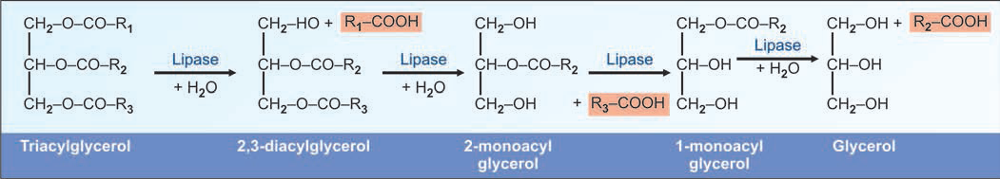 CH₂–O–CO–R₁
CH–O–CO–R₂
CH₂–O–CO–R₃
Lipase
+ H₂O
CH₂–HO + R₁–COOH
CH–O–CO–R₂
CH₂–O–CO–R₃
Lipase
+ H₂O
CH₂–OH
CH–O–CO–R₂
CH₂–OH
Lipase
+ R₃–COOH
CH₂–O–CO–R₂
CH–OH
CH₂–OH
Lipase
+ H₂O
CH₂–OH + R₂–COOH
CH–OH
CH₂–OH
Triacylglycerol
2,3-diacylglycerol
2-monoacyl
glycerol
1-monoacyl
glycerol
Glycerol